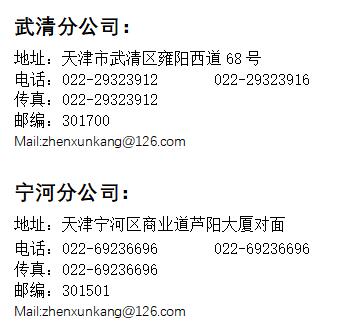 武清分公司：
地址：天津市武清区雍阳西道 68 号
电话：022-29323912 022-29323916
传真：022-29323912
邮编：301700
Mail:zhenxunkang@126.com
宁河分公司：
地址：天津宁河区商业道芦阳大厦对面
电话：022-69236696 022-69236696
传真：022-69236696
邮编：301501
Mail:zhenxunkang@126.com